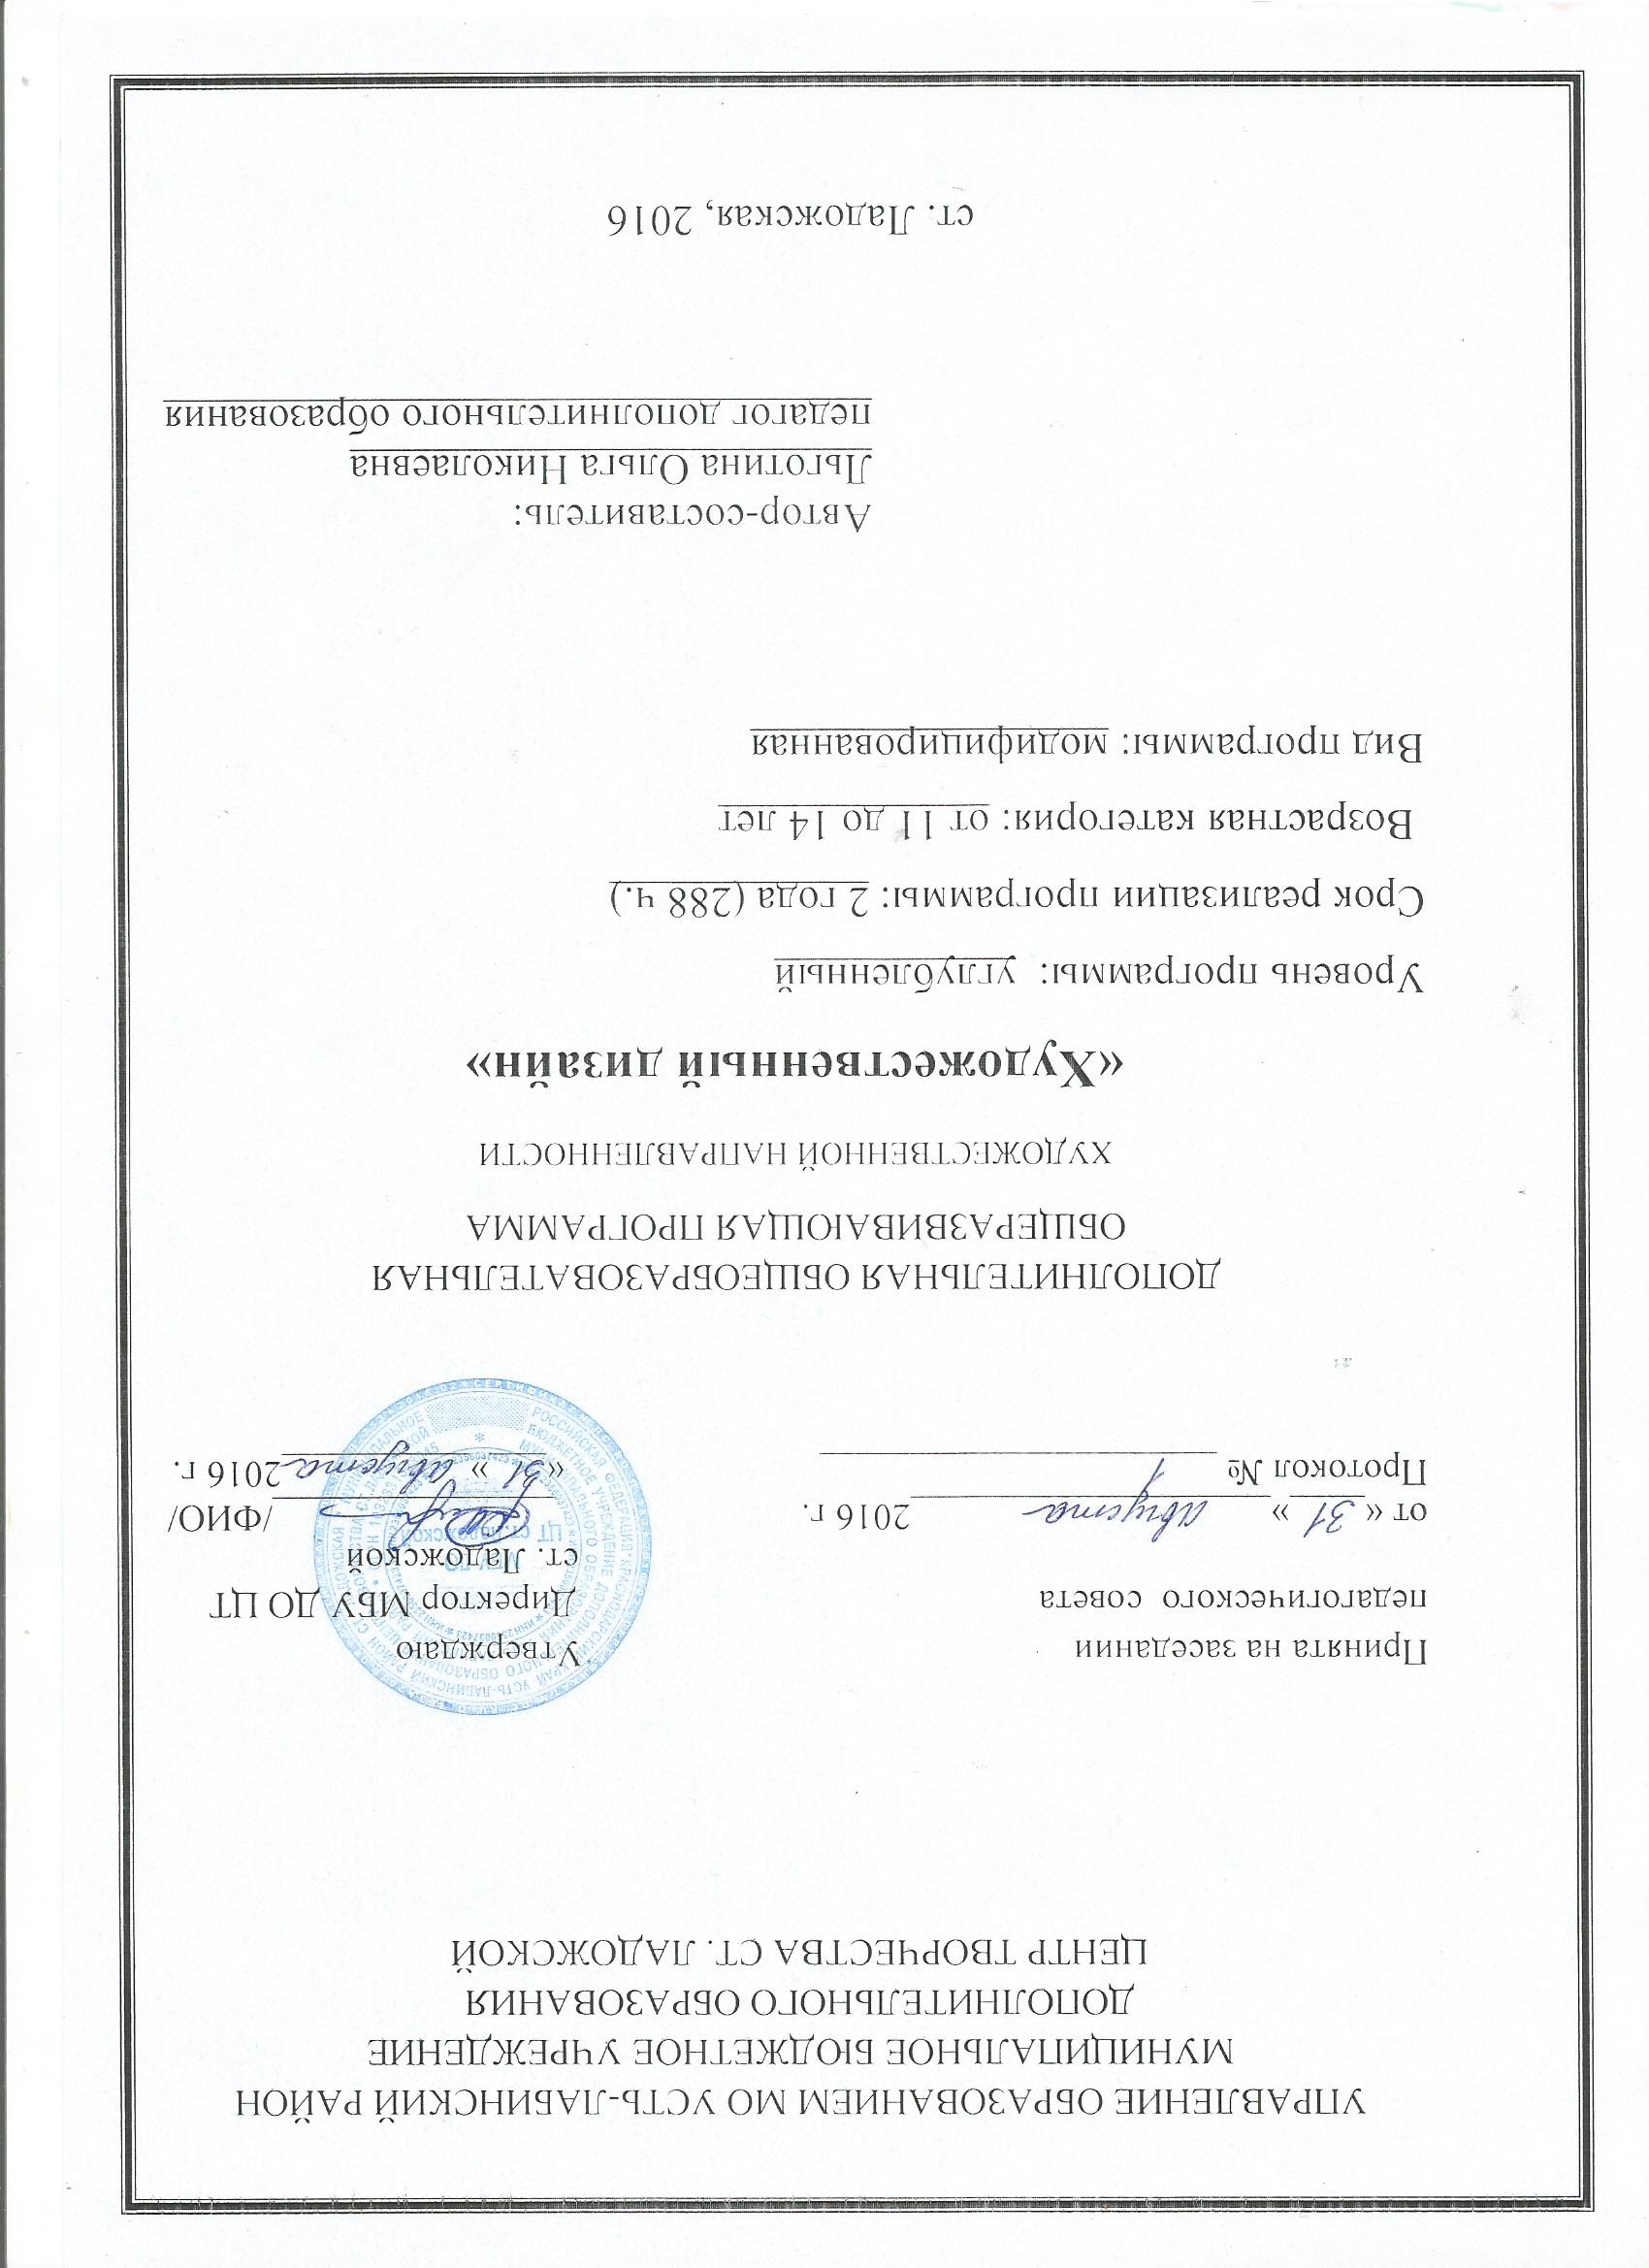 УПРАВЛЕНИЕ ОБРАЗОВАНИЕМ МО УСТЬ-ЛАБИНСКИЙ РАЙОН
МУНИЦИПАЛЬНОЕ БЮДЖЕТНОЕ УЧРЕЖДЕНИЕ
ДОПОЛНИТЕЛЬНОГО ОБРАЗОВАНИЯ
ЦЕНТР ТВОРЧЕСТВА СТ. ЛАДОЖСКОЙ
Принята на заседании
педагогического совета
от « 31 » августа 2016 г.
Протокол № 1
Утверждаю
Директор МБУ ДО ЦТ
ст. Ладожской
/ФИО/
« 31 » августа 2016 г.
ДОПОЛНИТЕЛЬНАЯ ОБЩЕОБРАЗОВАТЕЛЬНАЯ
ОБЩЕРАЗВИВАЮЩАЯ ПРОГРАММА
ХУДОЖЕСТВЕННОЙ НАПРАВЛЕННОСТИ
«Художественный дизайн»
Уровень программы: углубленный
Срок реализации программы: 2 года (288 ч.)
Возрастная категория: от 11 до 14 лет
Вид программы: модифицированная
Автор-составитель:
Льготина Ольга Николаевна
педагог дополнительного образования
ст. Ладожская, 2016